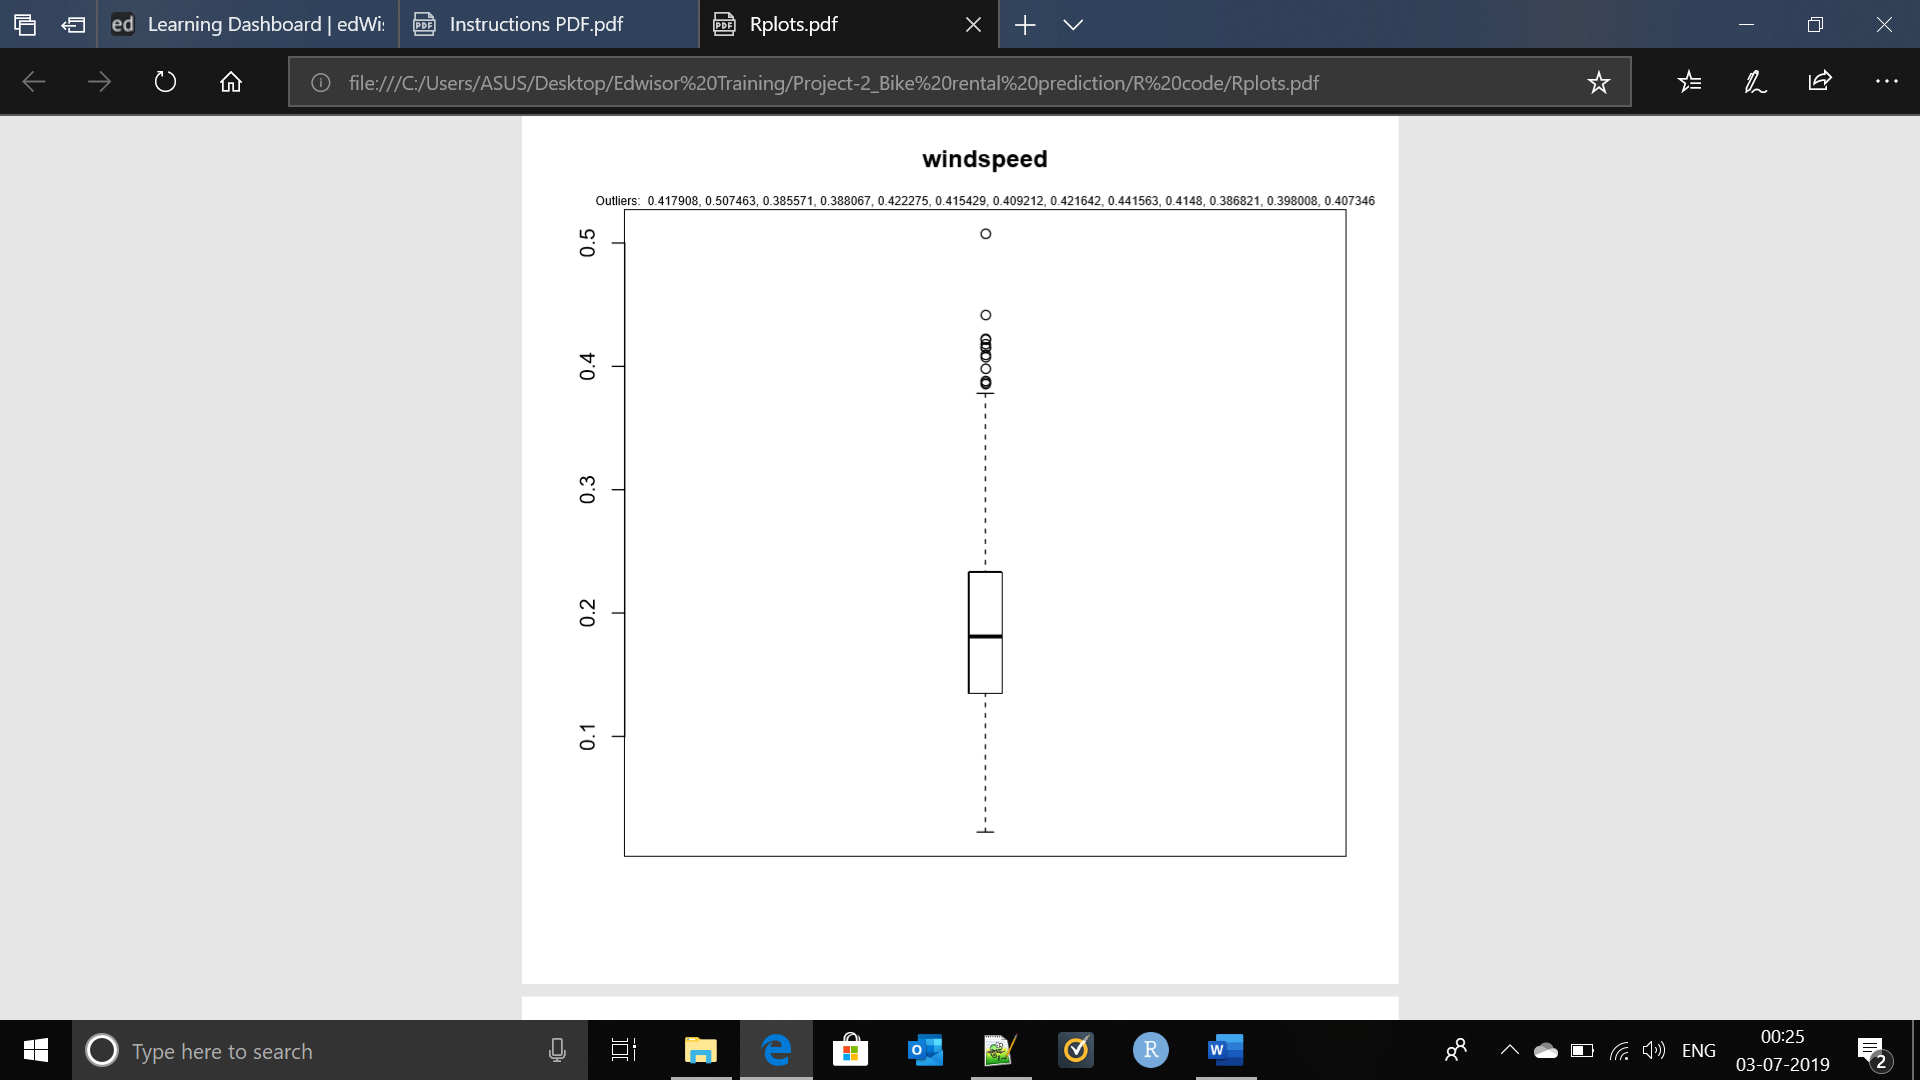 ed Learning Dashboard | edWi: Instructions PDF.pdf Rplots.pdf
file:///C:/Users/ASUS/Desktop/Edwisor%20Training/Project-2_Bike%20rental%20prediction/R%20code/Rplots.pdf
windspeed
Outliers: 0.417908, 0.507463, 0.385571, 0.388067, 0.422275, 0.415429, 0.409212, 0.421642, 0.441563, 0.4148, 0.386821, 0.398008, 0.407346
0.5
0.4
0.3
0.2
0.1
Type here to search
ENG
00:25
03-07-2019
2